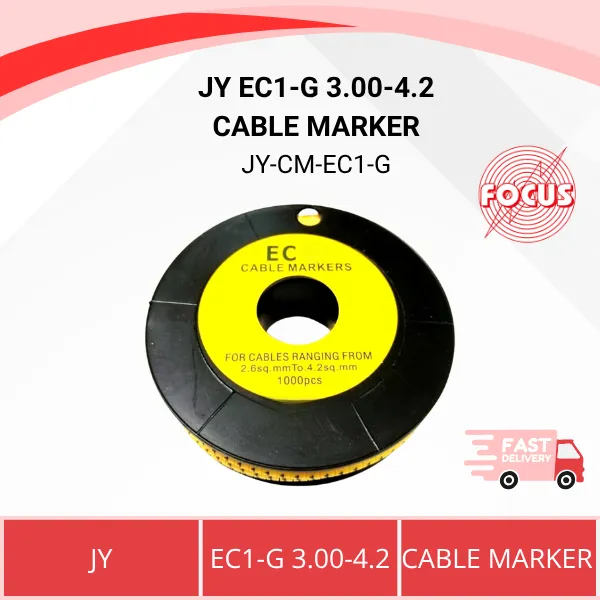 JY EC1-G 3.00-4.2
CABLE MARKER
JY-CM-EC1-G
FOCUS
EC
CABLE MARKERS
FOR CABLES RANGING FROM
2.6sq.mmTo.4.2sq.mm
1000pcs
FAST
DELIVERY
JY
EC1-G 3.00-4.2
CABLE MARKER